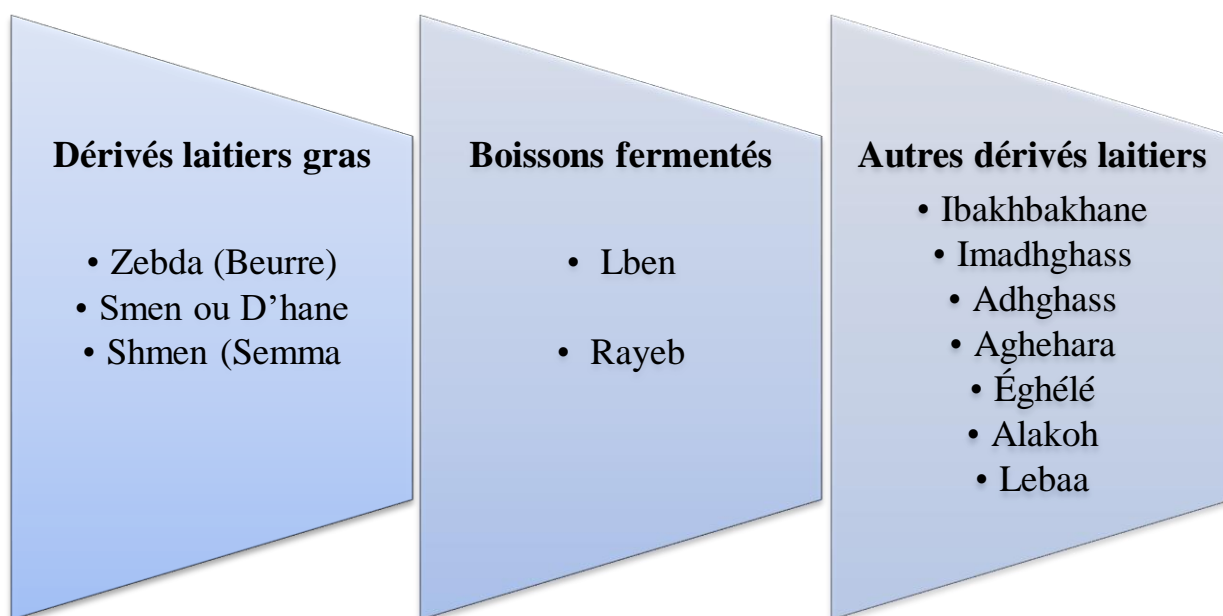 Dérivés laitiers gras
• Zebda (Beurre)
• Smen ou D’hane
• Shmen (Semma
Boissons fermentés
• Lben
• Rayeb
Autres dérivés laitiers
• Ibakhbakhane
• Imadhghass
• Adhghass
• Aghehara
• Éghélé
• Alakoh
• Lebaa